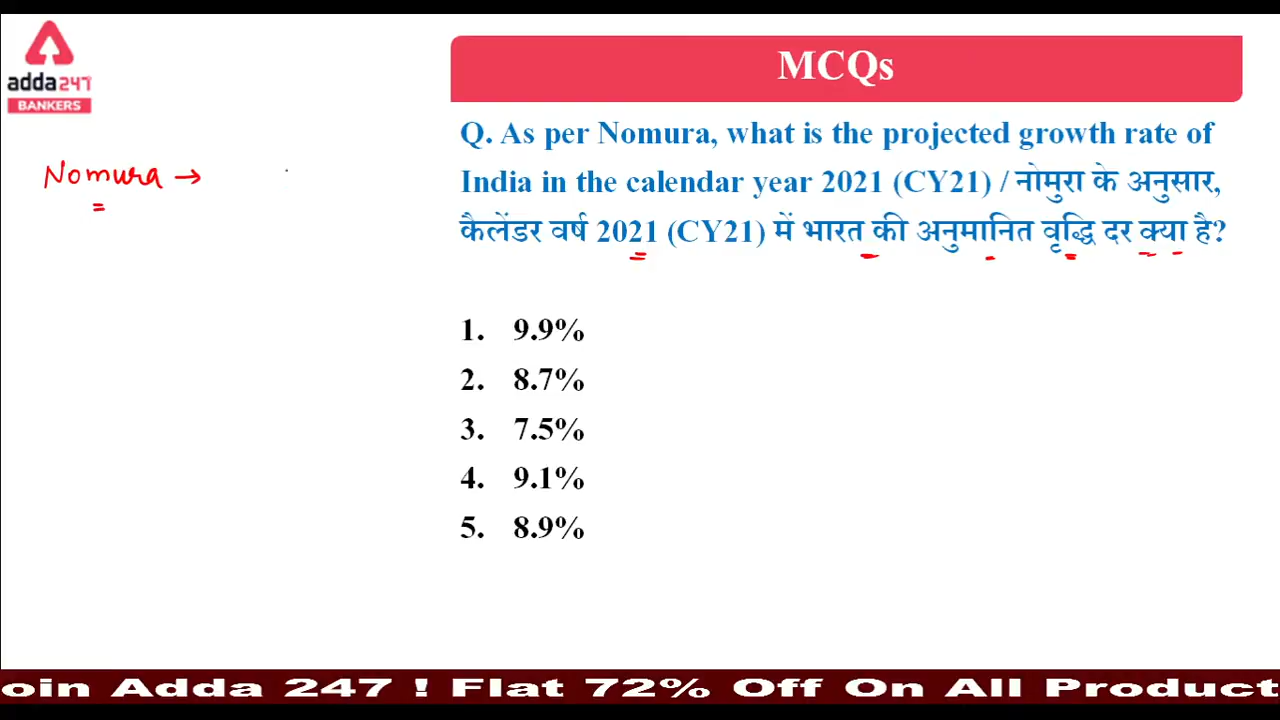 adda247
BANKERS
MCQs
Nomura →
Q. As per Nomura, what is the projected growth rate of
India in the calendar year 2021 (CY21) / नोमुरा के अनुसार,
कैलेंडर वर्ष 2021 (CY21) में भारत की अनुमानित वृद्धि दर क्या है?
1. 9.9%
2. 8.7%
3. 7.5%
4. 9.1%
5. 8.9%
oin Adda 247 ! Flat 72% Off On All Product